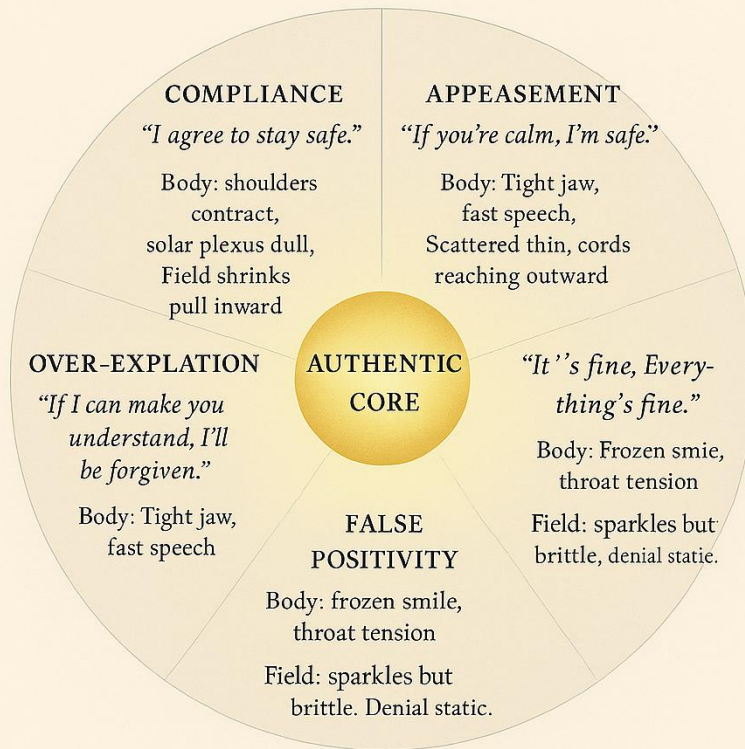 COMPLIANCE
“I agree to stay safe.”
Body: shoulders
contract,
solar plexus dull,
Field shrinks
pull inward
APPEASEMENT
“If you’re calm, I’m safe.”
Body: Tight jaw,
fast speech,
Scattered thin, cords
reaching outward
OVER-EXPLATION
“If I can make you
understand, I’ll
be forgiven.”
Body: Tight jaw,
fast speech
AUTHENTIC
CORE
“It’’s fine, Every-
thing’s fine.”
Body: Frozen smie,
throat tension
Field: sparkles but
brittle, denial statie.
FALSE
POSITIVITY
Body: frozen smile,
throat tension
Field: sparkles but
brittle. Denial static.